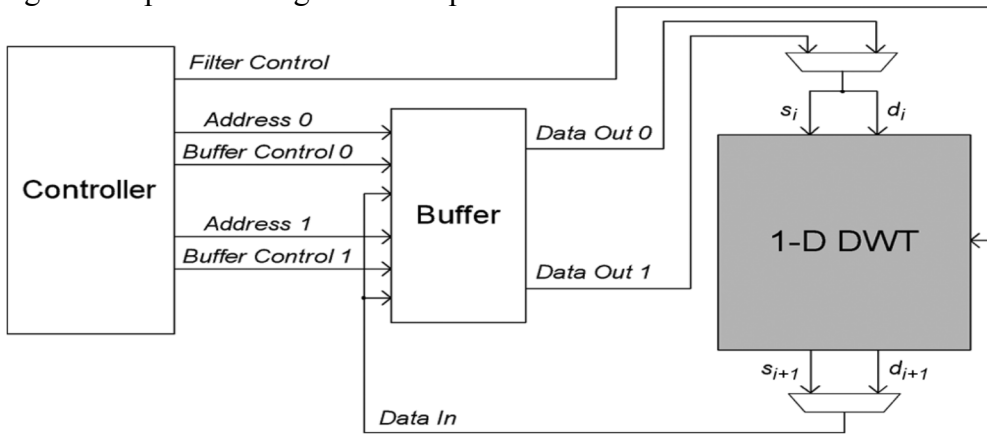 Filter Control
Address 0
Buffer Control 0
Controller
Address 1
Buffer Control 1
Buffer
Data Out 0
Data Out 1
s_i
d_i
1-D DWT
s_{i+1}
d_{i+1}
Data In